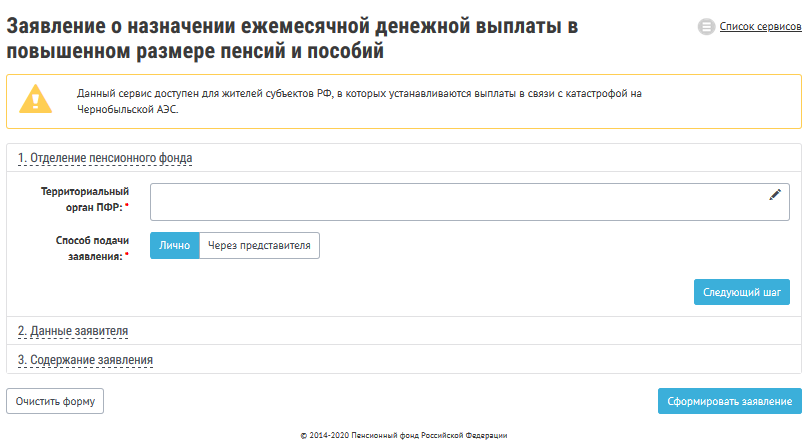 Заявление о назначении ежемесячной денежной выплаты в
повышенном размере пенсий и пособий
Список сервисов
Данный сервис доступен для жителей субъектов РФ, в которых устанавливаются выплаты в связи с катастрофой на
Чернобыльской АЭС.
1. Отделение пенсионного фонда
Территориальный
орган ПФР: *
Способ подачи
заявления: *
Лично
Через представителя
Следующий шаг
2. Данные заявителя
3. Содержание заявления
Очистить форму
Сформировать заявление
© 2014-2020 Пенсионный фонд Российской Федерации